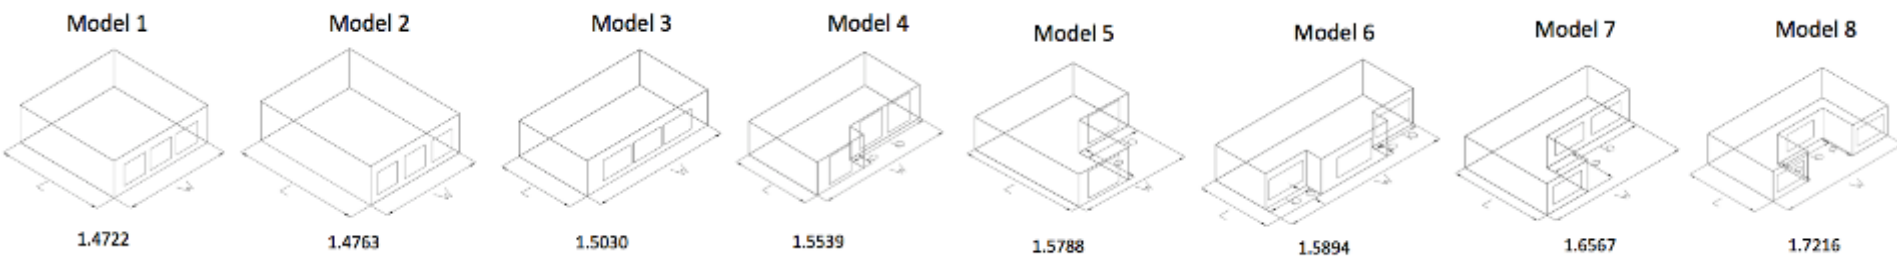 Model 1
Model 2
Model 3
Model 4
Model 5
Model 6
Model 7
Model 8
L W
L W
L W
L W
L W
L W
L W
L W
1.4722
1.4763
1.5030
1.5539
1.5788
1.5894
1.6567
1.7216